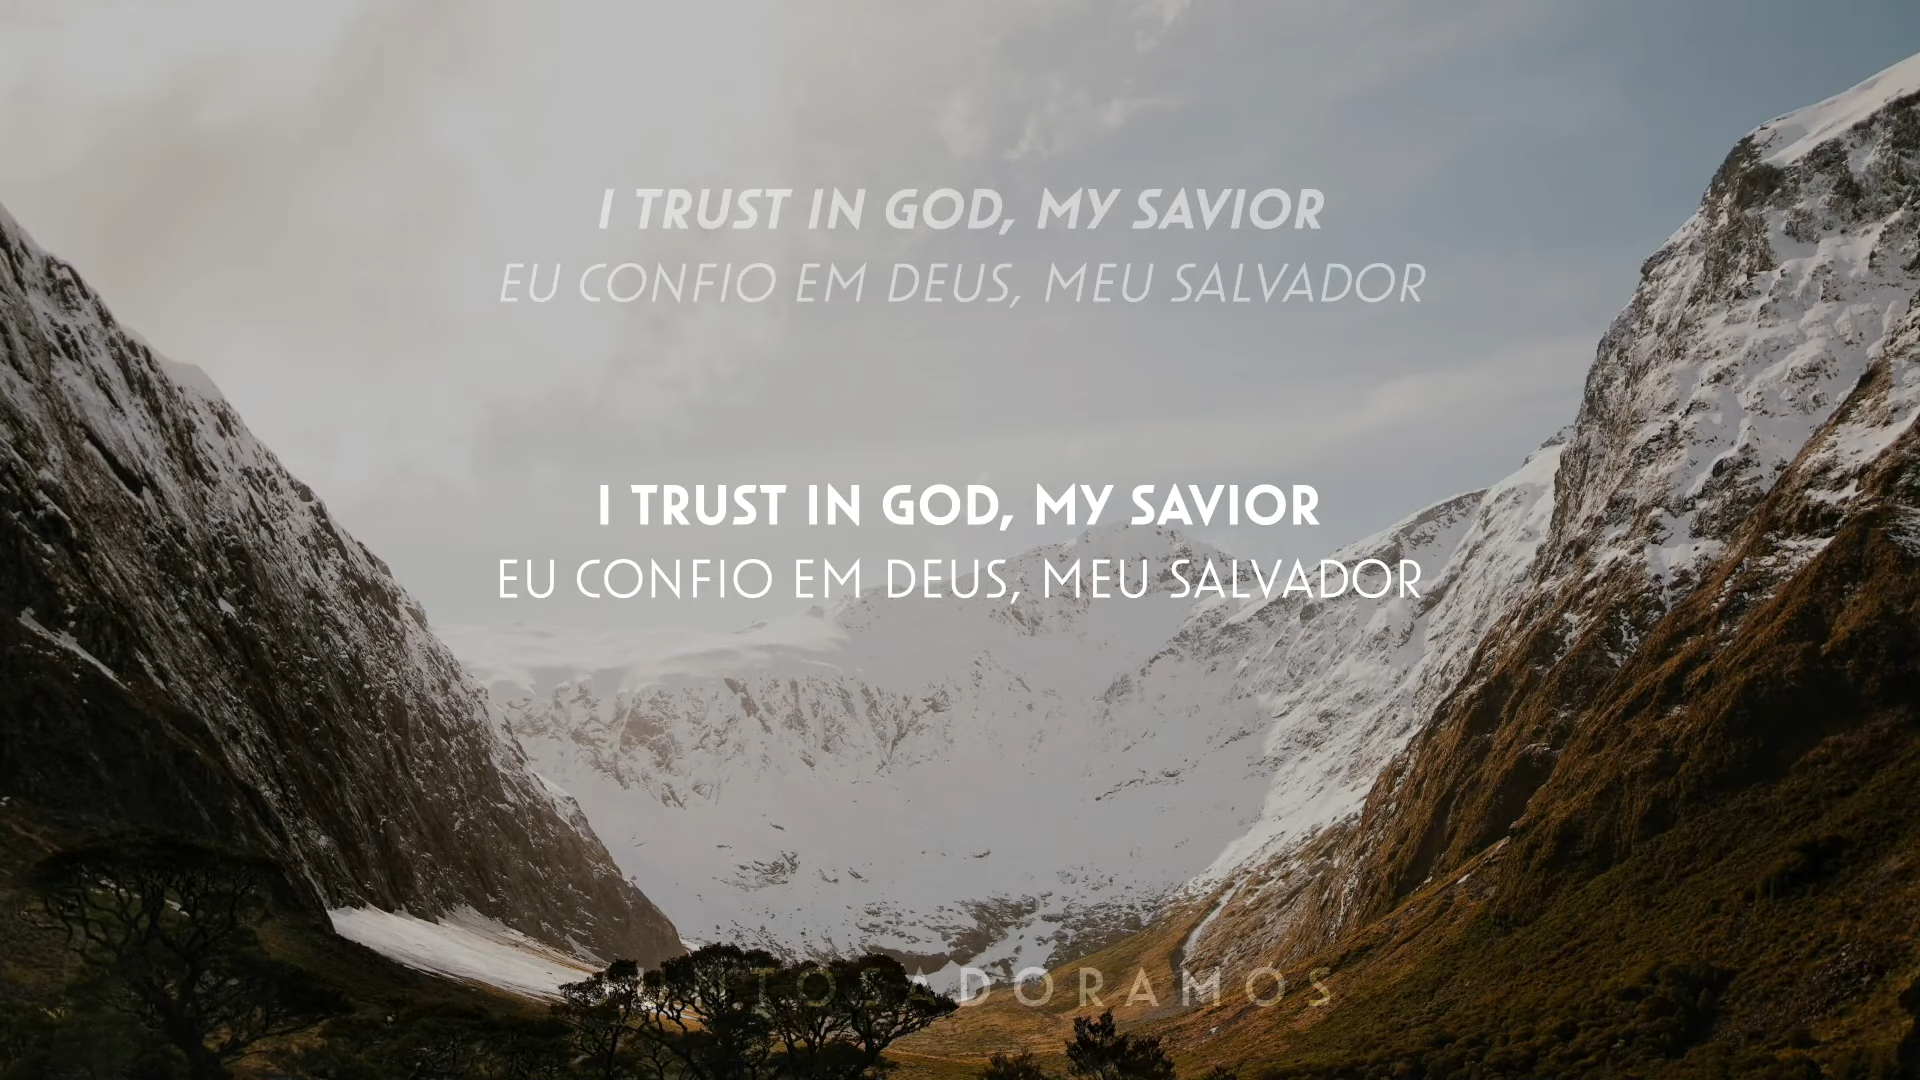 I TRUST IN GOD, MY SAVIOR
EU CONFIO EM DEUS, MEU SALVADOR
I TRUST IN GOD, MY SAVIOR
EU CONFIO EM DEUS, MEU SALVADOR
JUNTOSADORAMOS